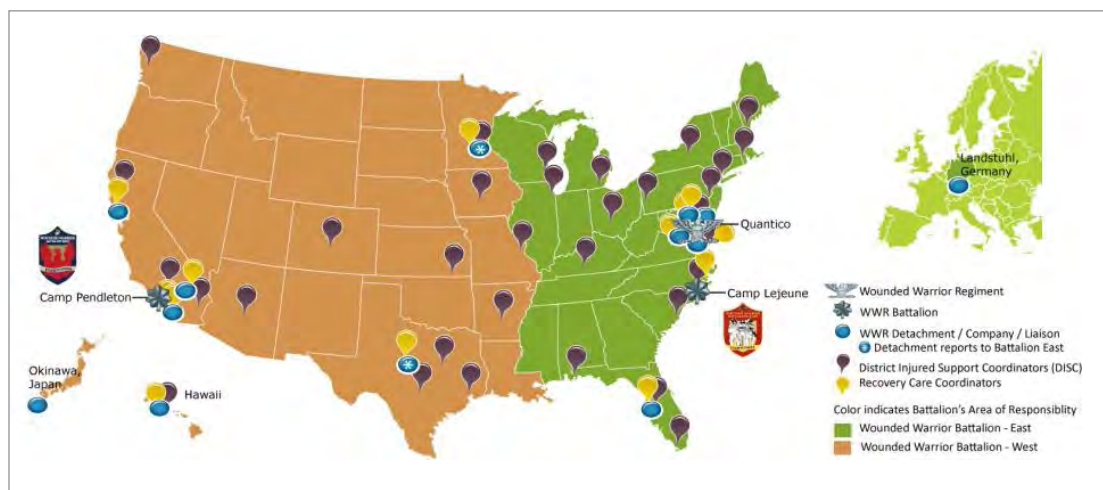 Landstuhl,
Germany
Quantico
Camp Pendleton
Camp Lejeune
Okinawa,
Japan
Hawaii
Wounded Warrior Regiment
WWR Battalion
WWR Detachment / Company / Liaison
Detachment reports to Battalion East
District Injured Support Coordinators (DISC)
Recovery Care Coordinators
Color indicates Battalion's Area of Responsiblity
Wounded Warrior Battalion - East
Wounded Warrior Battalion - West